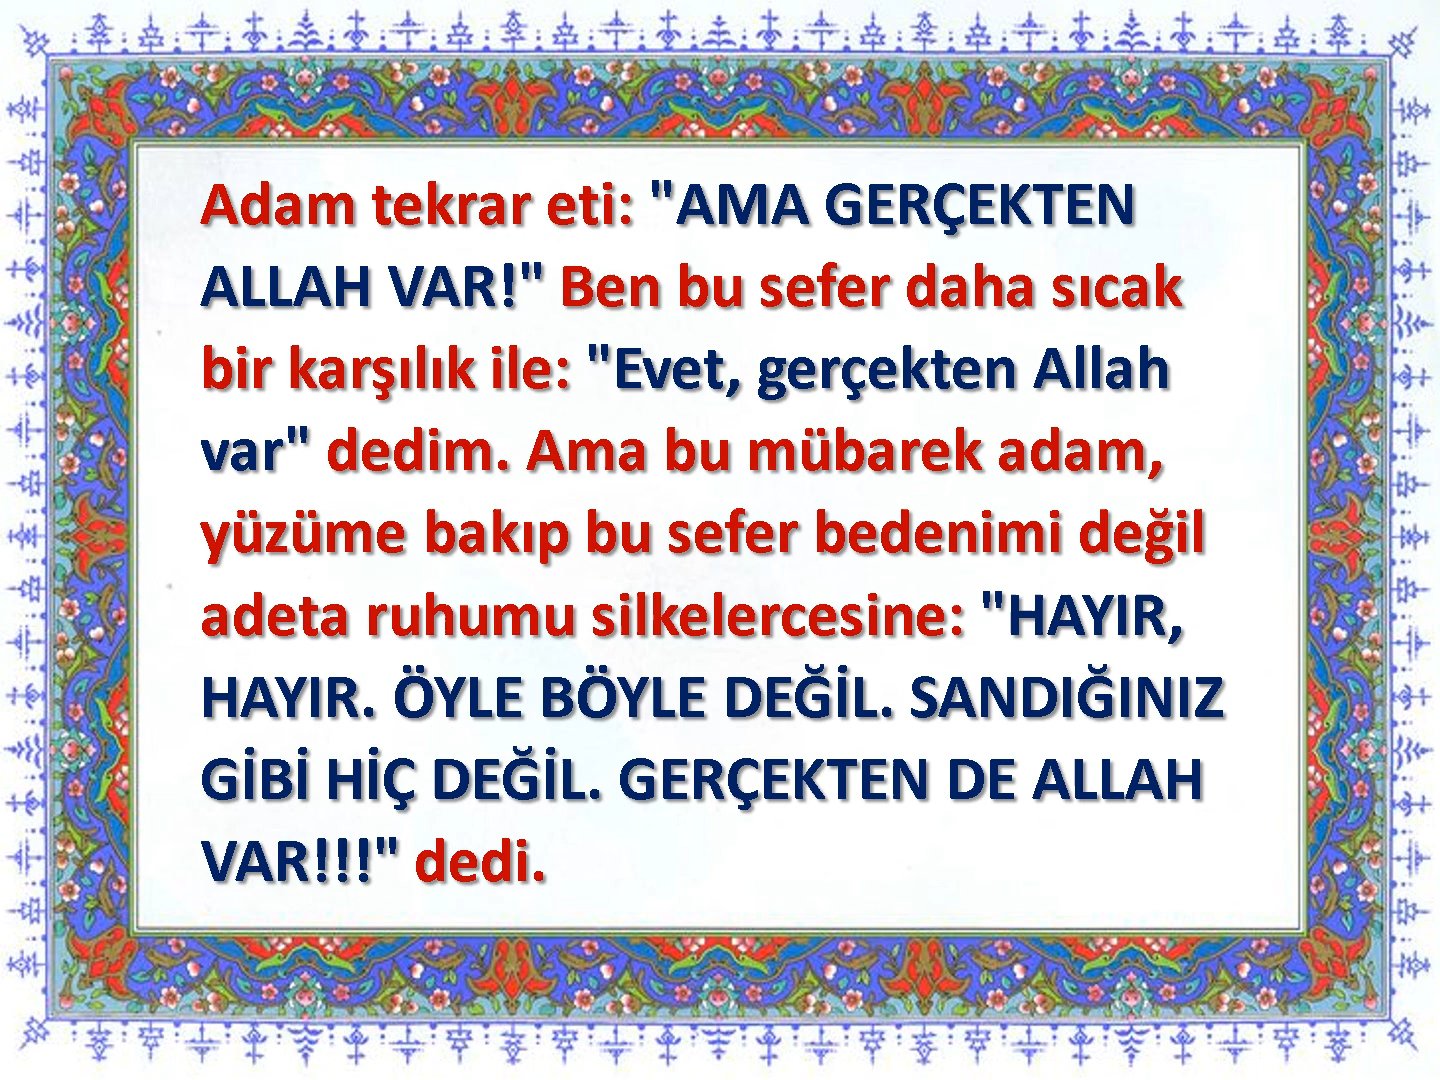 Adam tekrar eti: "AMA GERÇEKTEN
ALLAH VAR!" Ben bu sefer daha sıcak
bir karşılık ile: "Evet, gerçekten Allah
var" dedim. Ama bu mübarek adam,
yüzüme bakıp bu sefer bedenimi değil
adeta ruhumu silkelercesine: "HAYIR,
HAYIR. ÖYLE BÖYLE DEĞİL. SANDIĞINIZ
GİBİ HİÇ DEĞİL. GERÇEKTEN DE ALLAH
VAR!!!" dedi.